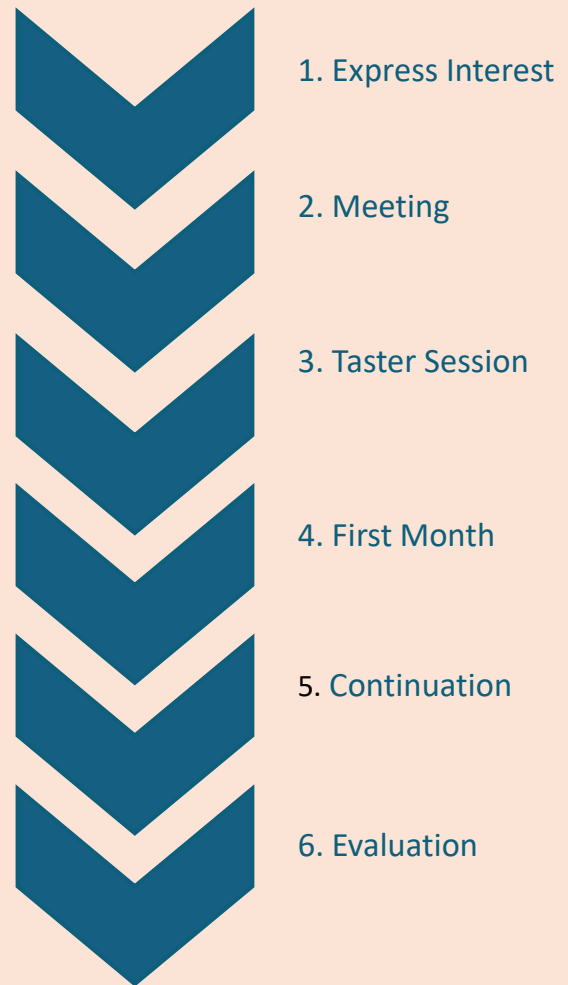 1. Express Interest
2. Meeting
3. Taster Session
4. First Month
5. Continuation
6. Evaluation